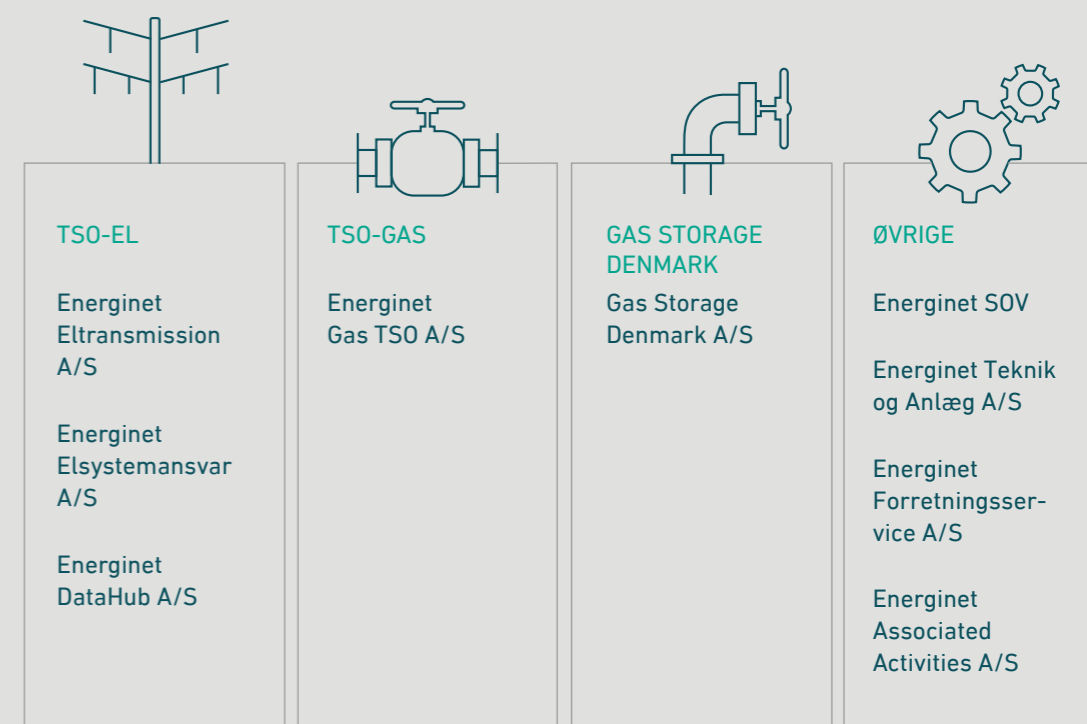 TSO-EL
Energinet
Eltransmission
A/S
Energinet
Elsystemansvar
A/S
Energinet
DataHub A/S
TSO-GAS
Energinet
Gas TSO A/S
GAS STORAGE
DENMARK
Gas Storage
Denmark A/S
ØVRIGE
Energinet SOV
Energinet Teknik
og Anlæg A/S
Energinet
Forretningsser-
vice A/S
Energinet
Associated
Activities A/S